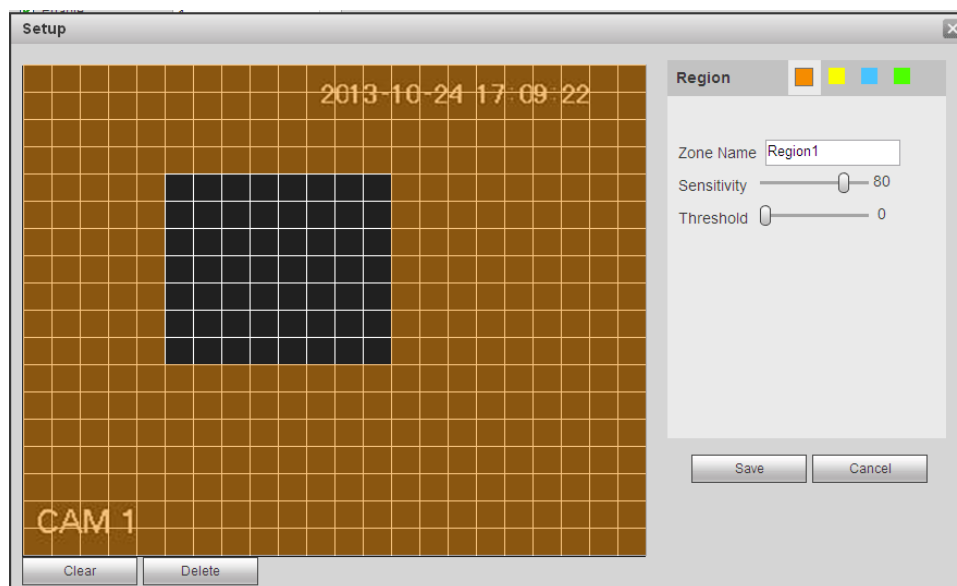 Setup
2013-10-24 17:09:22
CAM 1
Clear
Delete
Region
Zone Name
Region1
Sensitivity
80
Threshold
0
Save
Cancel